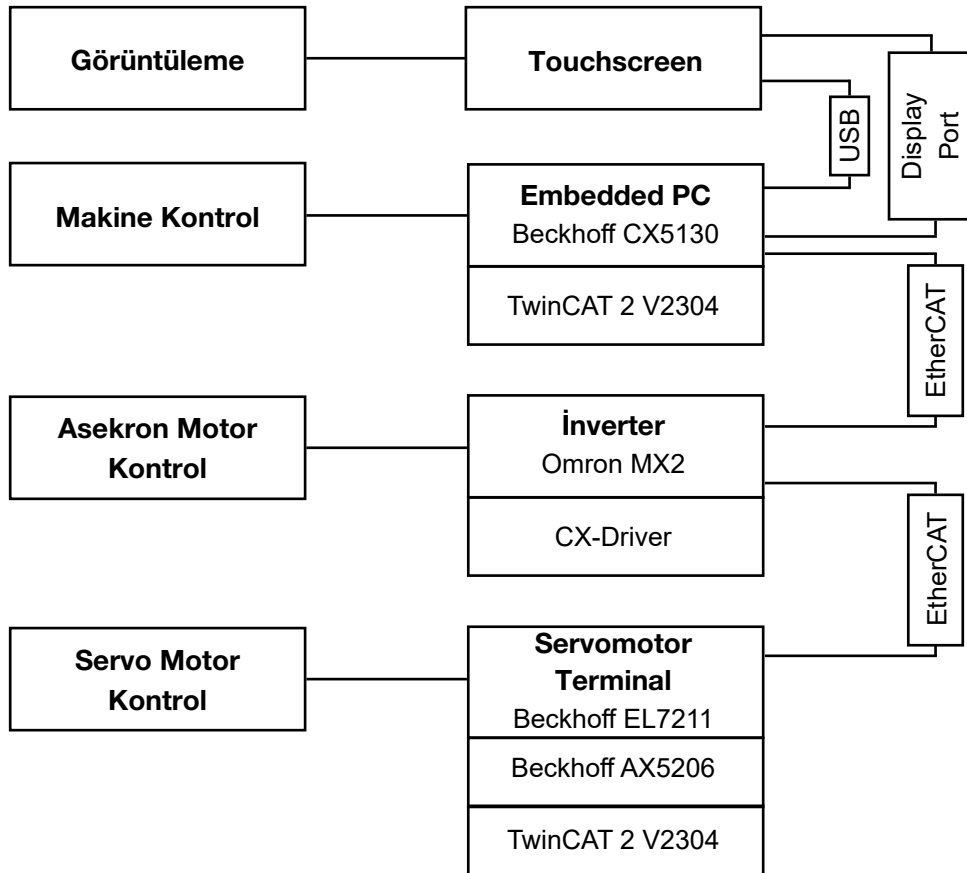 Görüntüleme
Touchscreen
USB
Display
Port
Makine Kontrol
Embedded PC
Beckhoff CX5130
TwinCAT 2 V2304
EtherCAT
Asekron Motor
Kontrol
İnverter
Omron MX2
CX-Driver
EtherCAT
Servo Motor
Kontrol
Servomotor
Terminal
Beckhoff EL7211
Beckhoff AX5206
TwinCAT 2 V2304